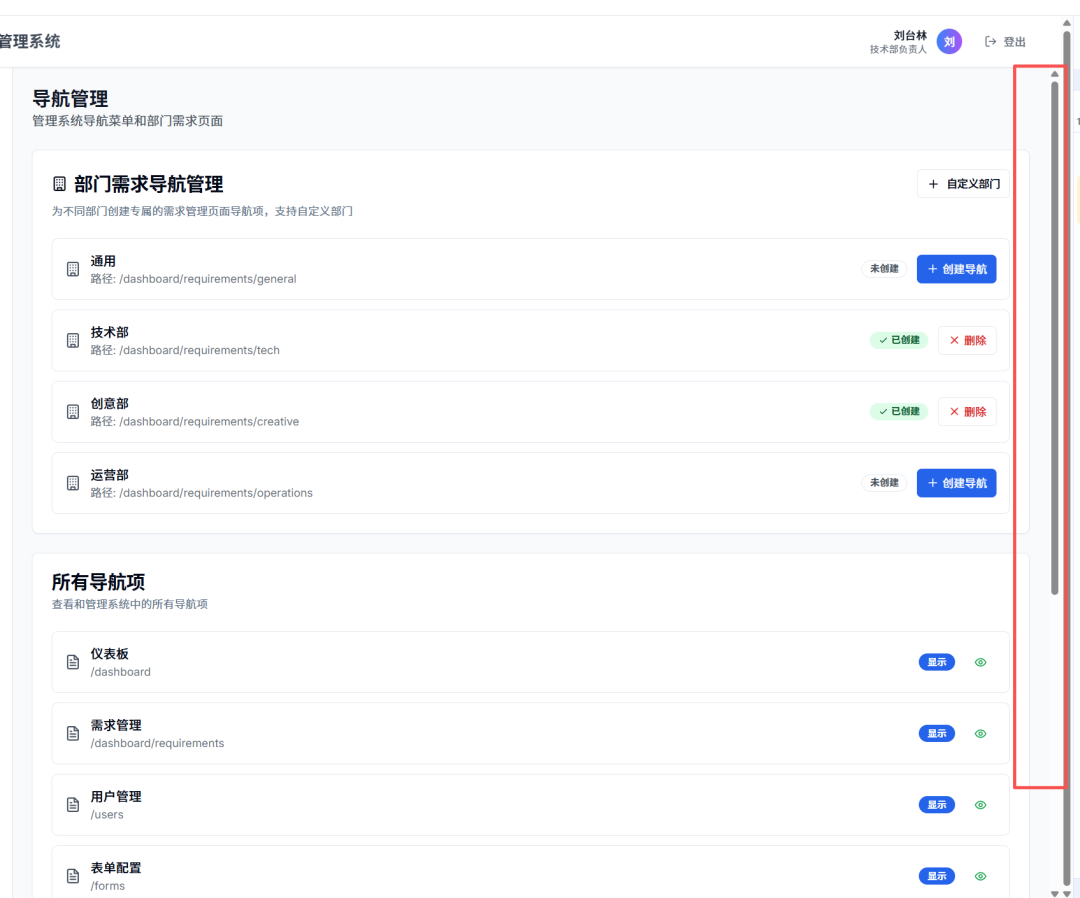 管理系统
刘台林
技术部负责人
刘
登出
导航管理
管理系统导航菜单和部门需求页面
部门需求导航管理
+ 自定义部门
为不同部门创建专属的需求管理页面导航项，支持自定义部门
通用
路径: /dashboard/requirements/general
未创建
+ 创建导航
技术部
路径: /dashboard/requirements/tech
已创建
删除
创意部
路径: /dashboard/requirements/creative
已创建
删除
运营部
路径: /dashboard/requirements/operations
未创建
+ 创建导航
所有导航项
查看和管理系统中的所有导航项
仪表板
/dashboard
显示
需求管理
/dashboard/requirements
显示
用户管理
/users
显示
表单配置
/forms
显示